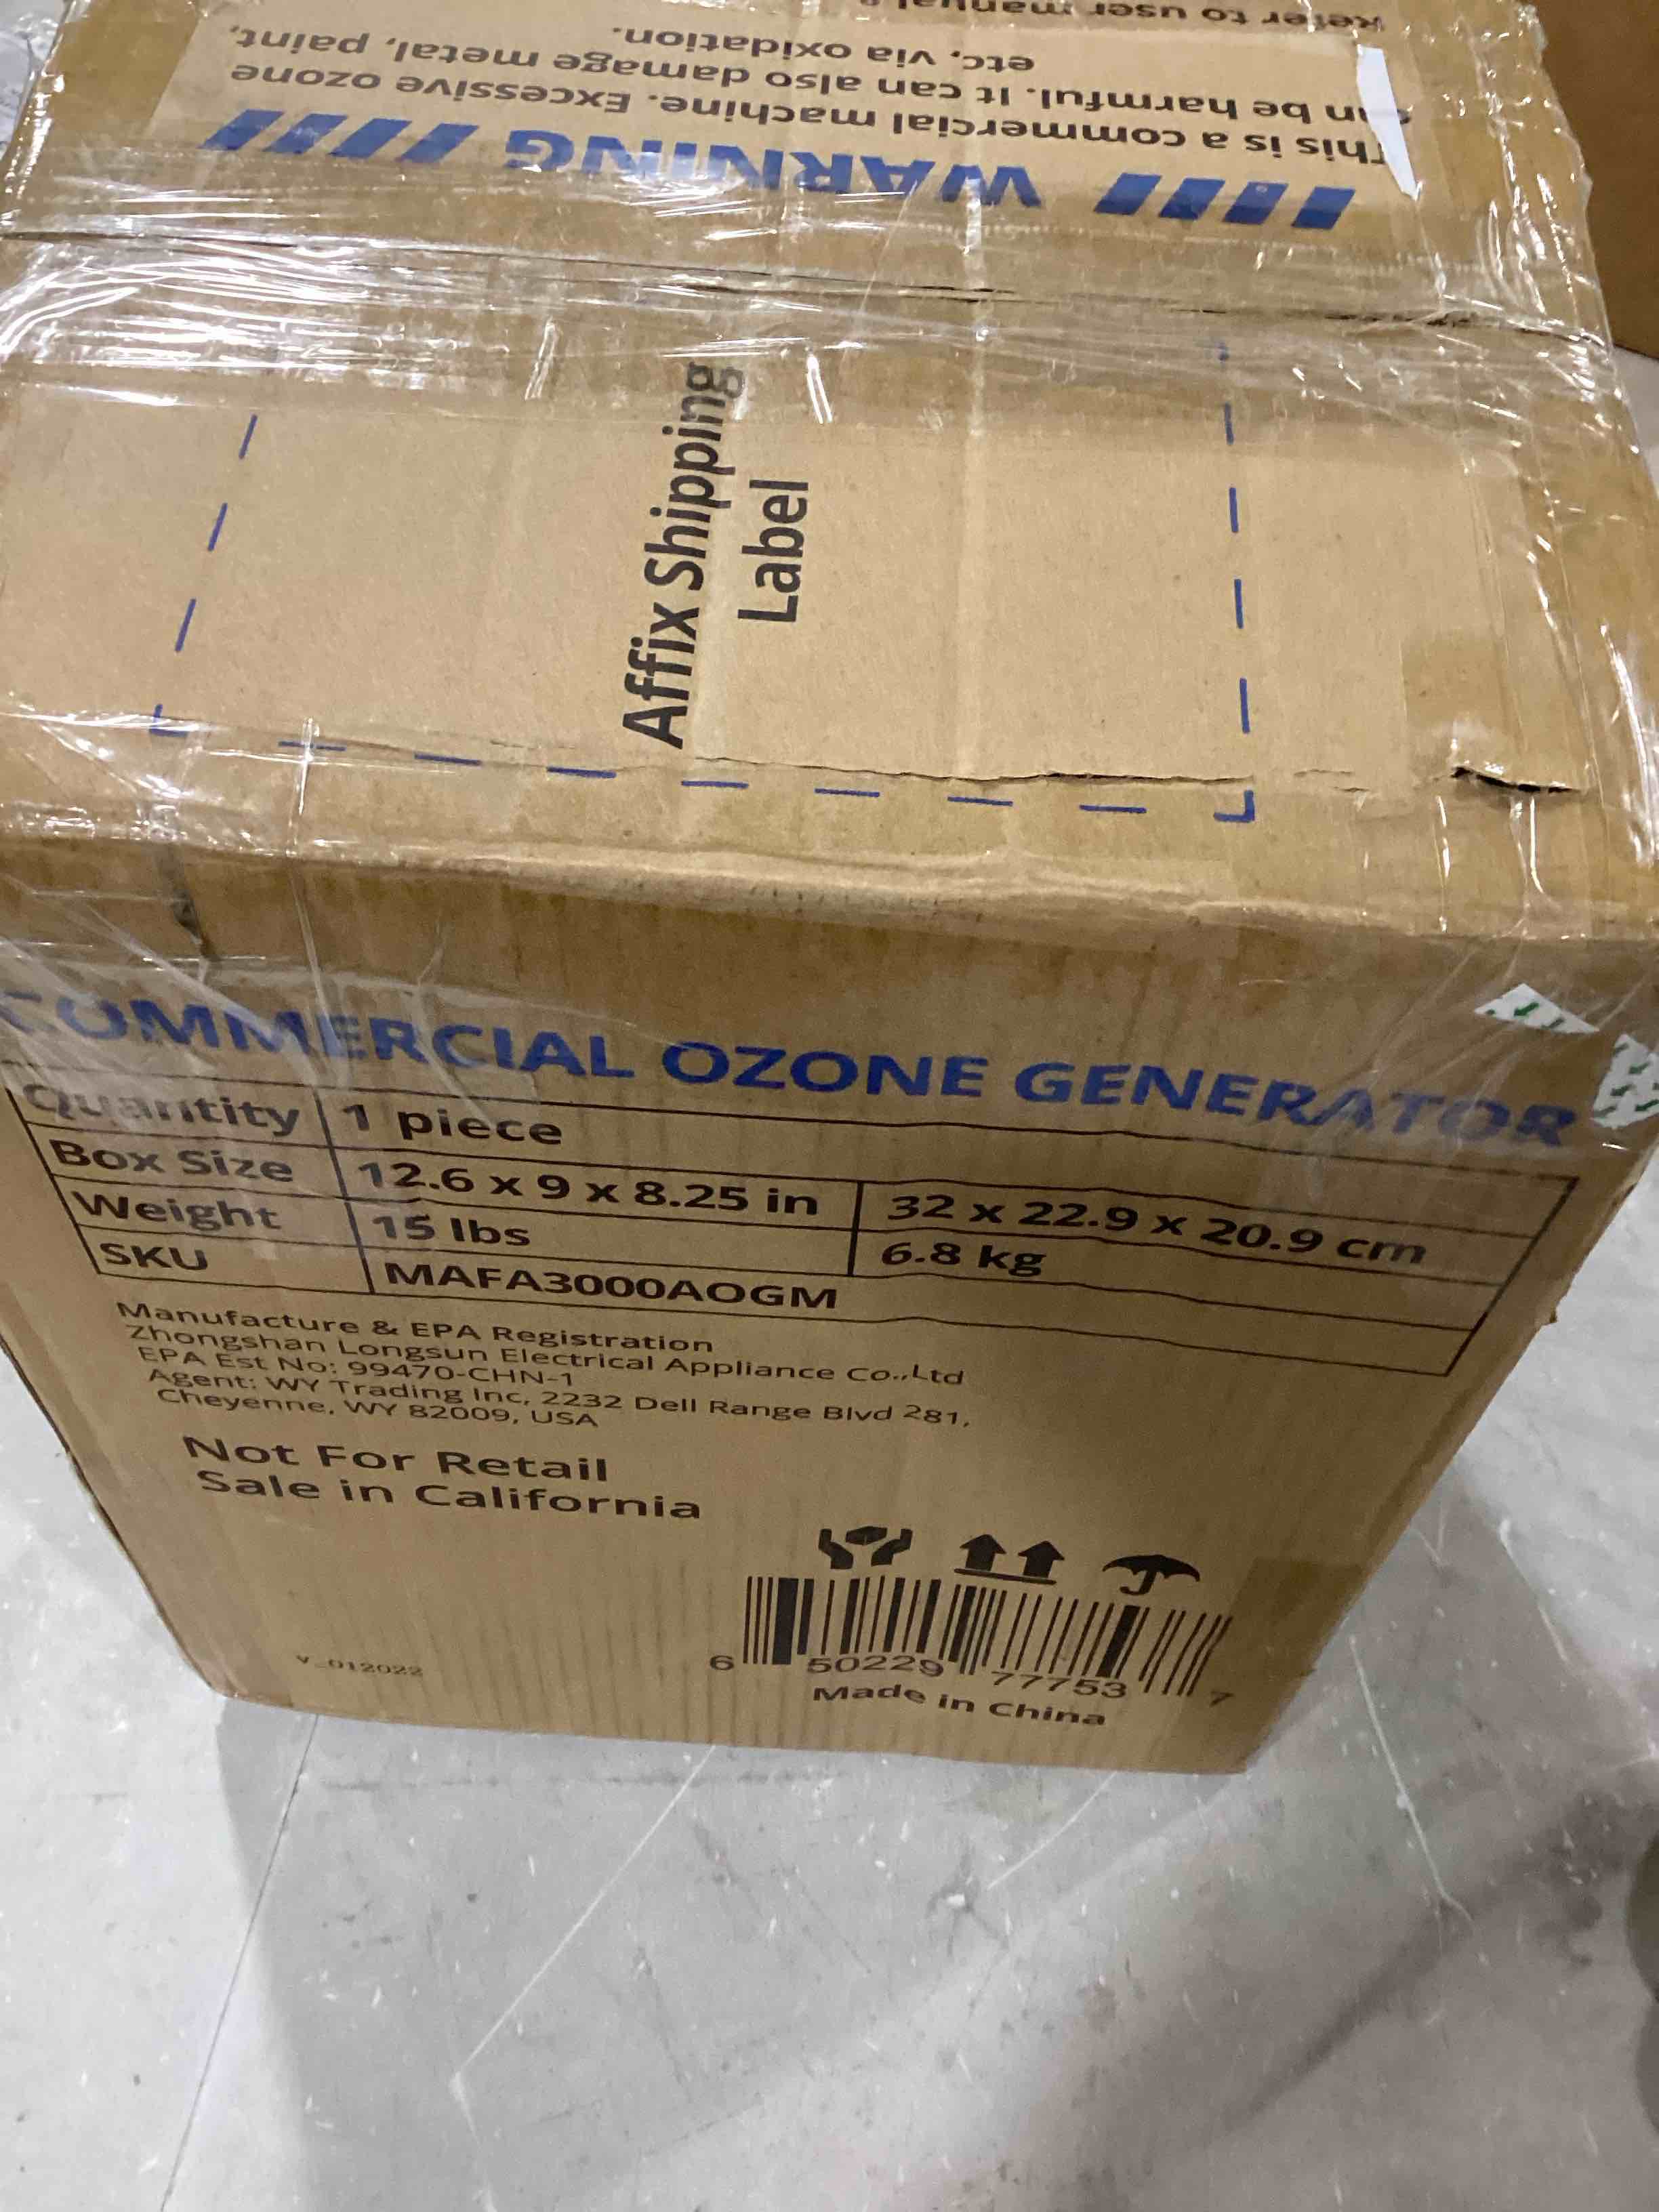 WARNING
This is a commercial machine. Excessive ozone
can be harmful. It can also damage metal, paint,
etc, via oxidation.
Refer to user manual
Affix Shipping
Label
COMMERCIAL OZONE GENERATOR
Quantity 1 piece
Box Size 12.6 x 9 x 8.25 in 32 x 22.9 x 20.9 cm
Weight 15 lbs 6.8 kg
SKU MAFA3000AOGM
Manufacture & EPA Registration
Zhongshan Longsun Electrical Appliance Co.,Ltd
EPA Est No: 99470-CHN-1
Agent: WY Trading Inc, 2232 Dell Range Blvd 281,
Cheyenne, WY 82009, USA
Not For Retail
Sale in California
V_012022
6 50229 77753 7
Made in China